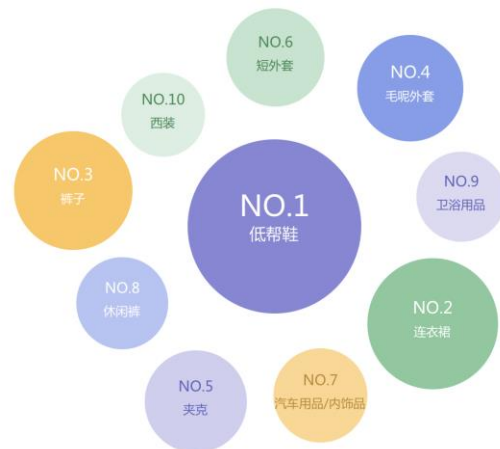 NO.6
短外套
NO.4
毛呢外套
NO.10
西装
NO.3
裤子
NO.1
低帮鞋
NO.9
卫浴用品
NO.8
休闲裤
NO.2
连衣裙
NO.5
夹克
NO.7
汽车用品/内饰品